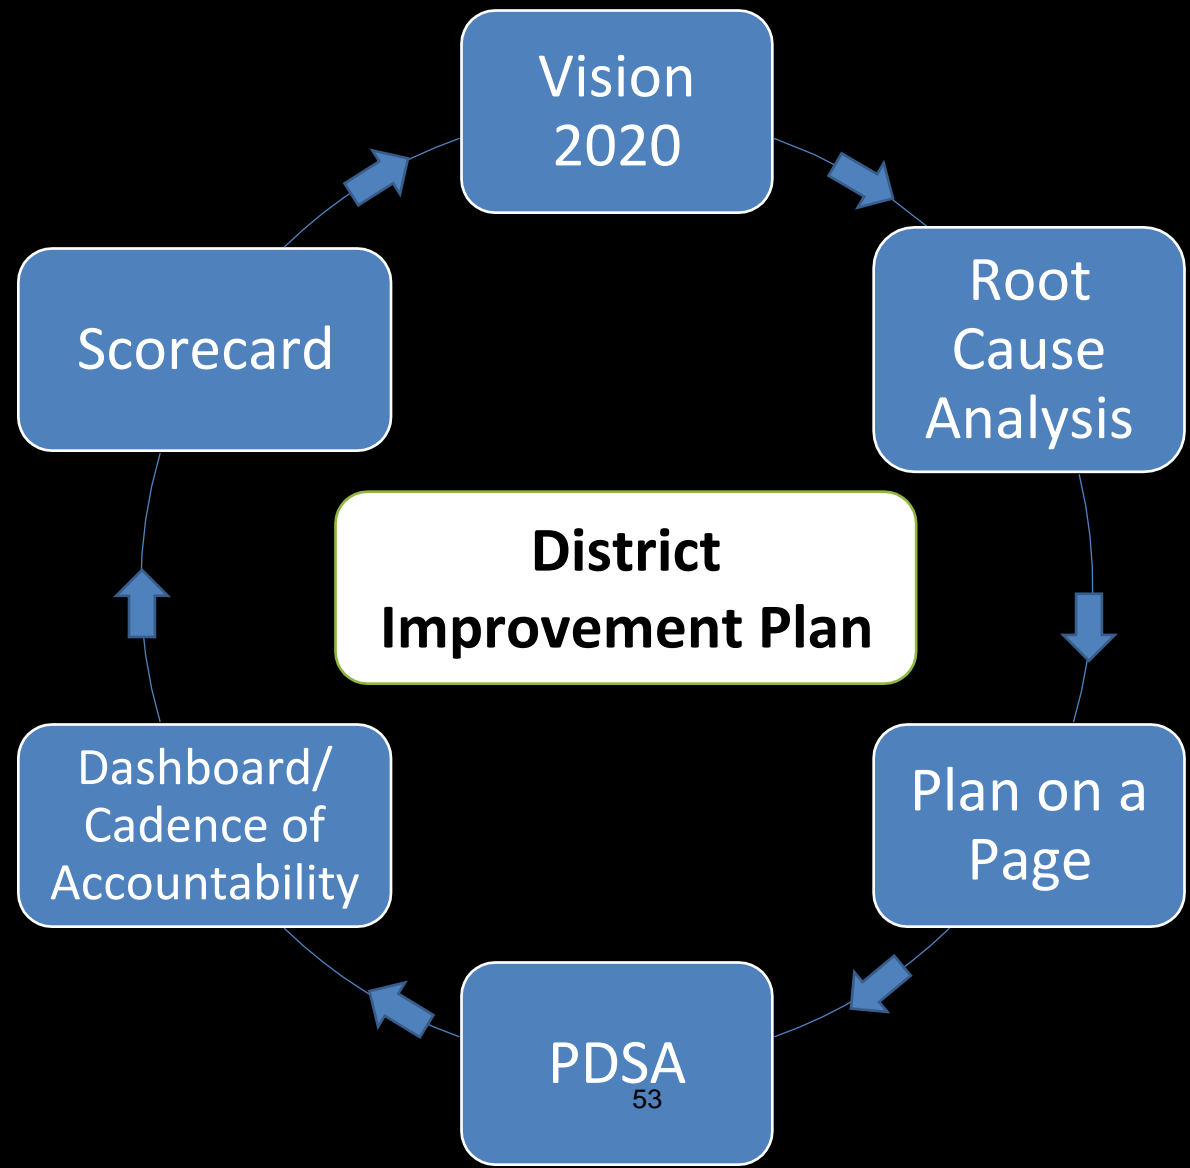 Vision
2020
Root
Cause
Analysis
Plan on a
Page
PDSA
53
Dashboard/
Cadence of
Accountability
Scorecard
District
Improvement Plan